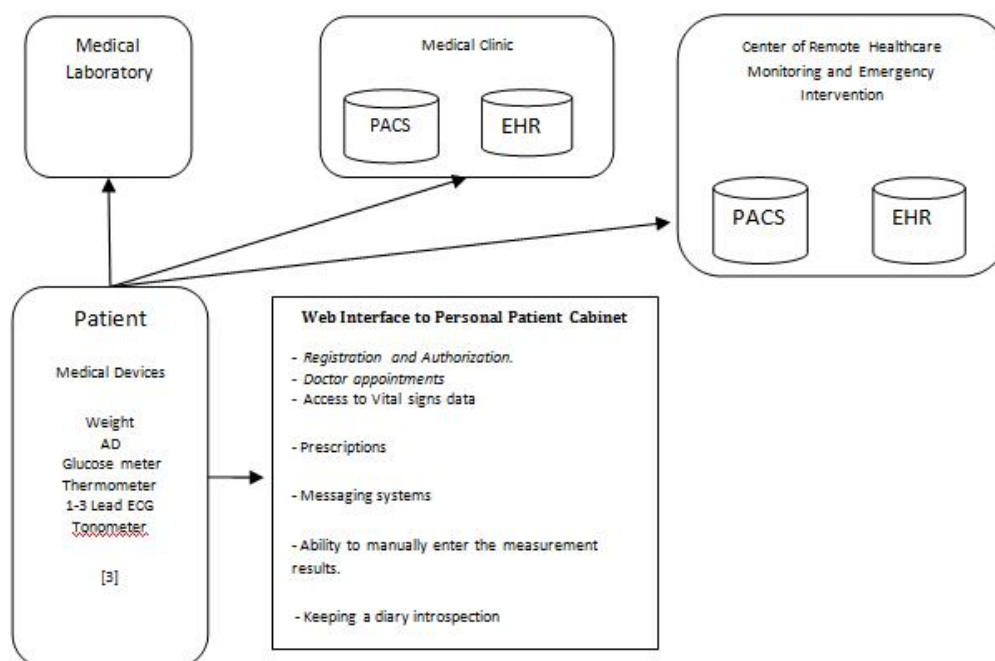 Medical
Laboratory
Medical Clinic
PACS
EHR
Center of Remote Healthcare
Monitoring and Emergency
Intervention
PACS
EHR
Patient
Medical Devices
Weight
AD
Glucose meter
Thermometer
1-3 Lead ECG
Tonometer
[3]
Web Interface to Personal Patient Cabinet
- Registration and Authorization.
- Doctor appointments
- Access to Vital signs data
- Prescriptions
- Messaging systems
- Ability to manually enter the measurement
results.
- Keeping a diary introspection